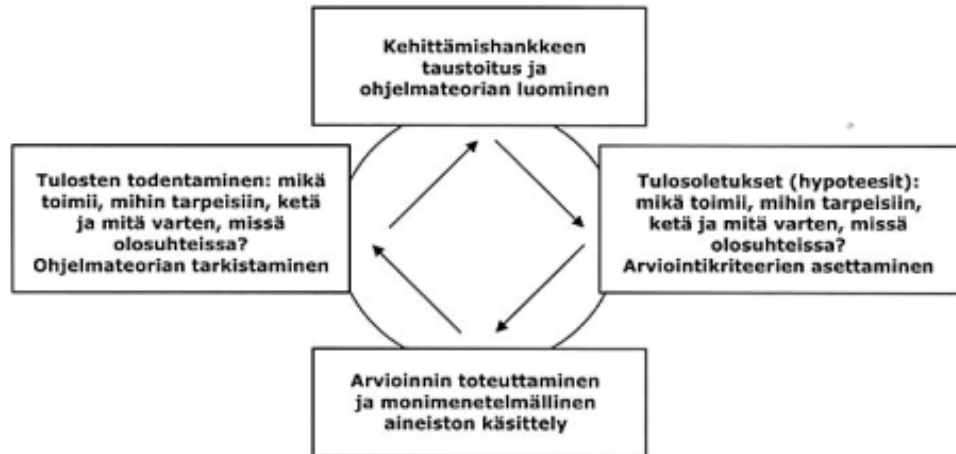 Kehittämishankkeen
taustoitus ja
ohjelmateorian luominen
Tulosten todentaminen: mikä
toimii, mihin tarpeisiin, ketä
ja mitä varten, missä
olosuhteissa?
Ohjelmateorian tarkistaminen
Tulosoletukset (hypoteesit):
mikä toimii, mihin tarpeisiin,
ketä ja mitä varten, missä
olosuhteissa?
Arviointikriteerien asettaminen
Arvioinnin toteuttaminen
ja monimenetelmällinen
aineiston käsittely